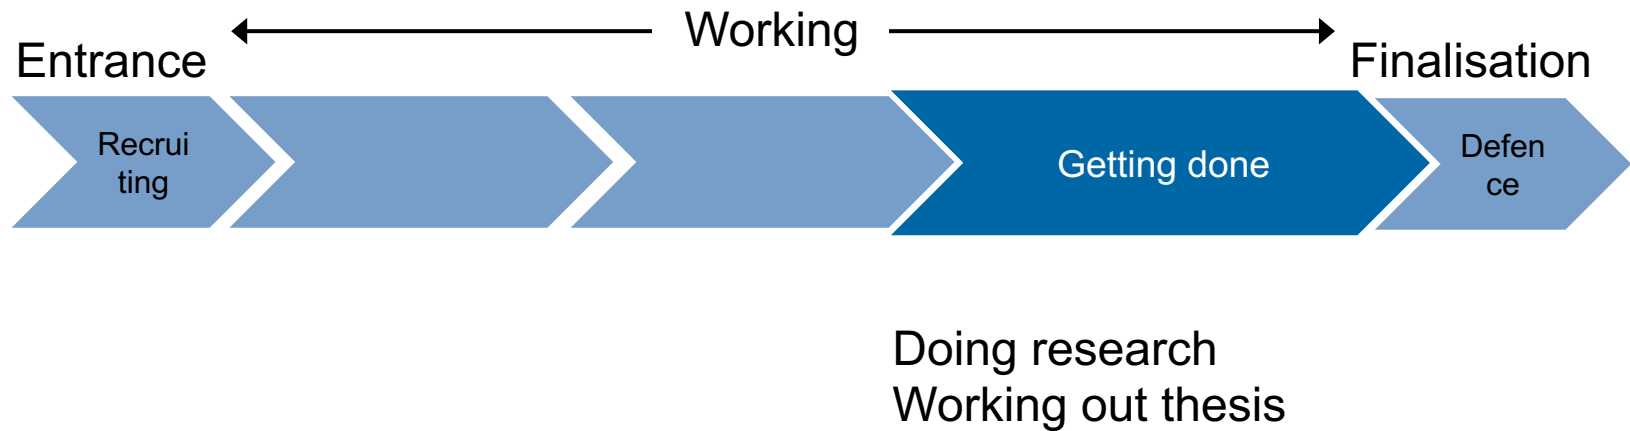 Working
Entrance
Finalisation
Recrui
ting
Getting done
Defen
ce
Doing research
Working out thesis